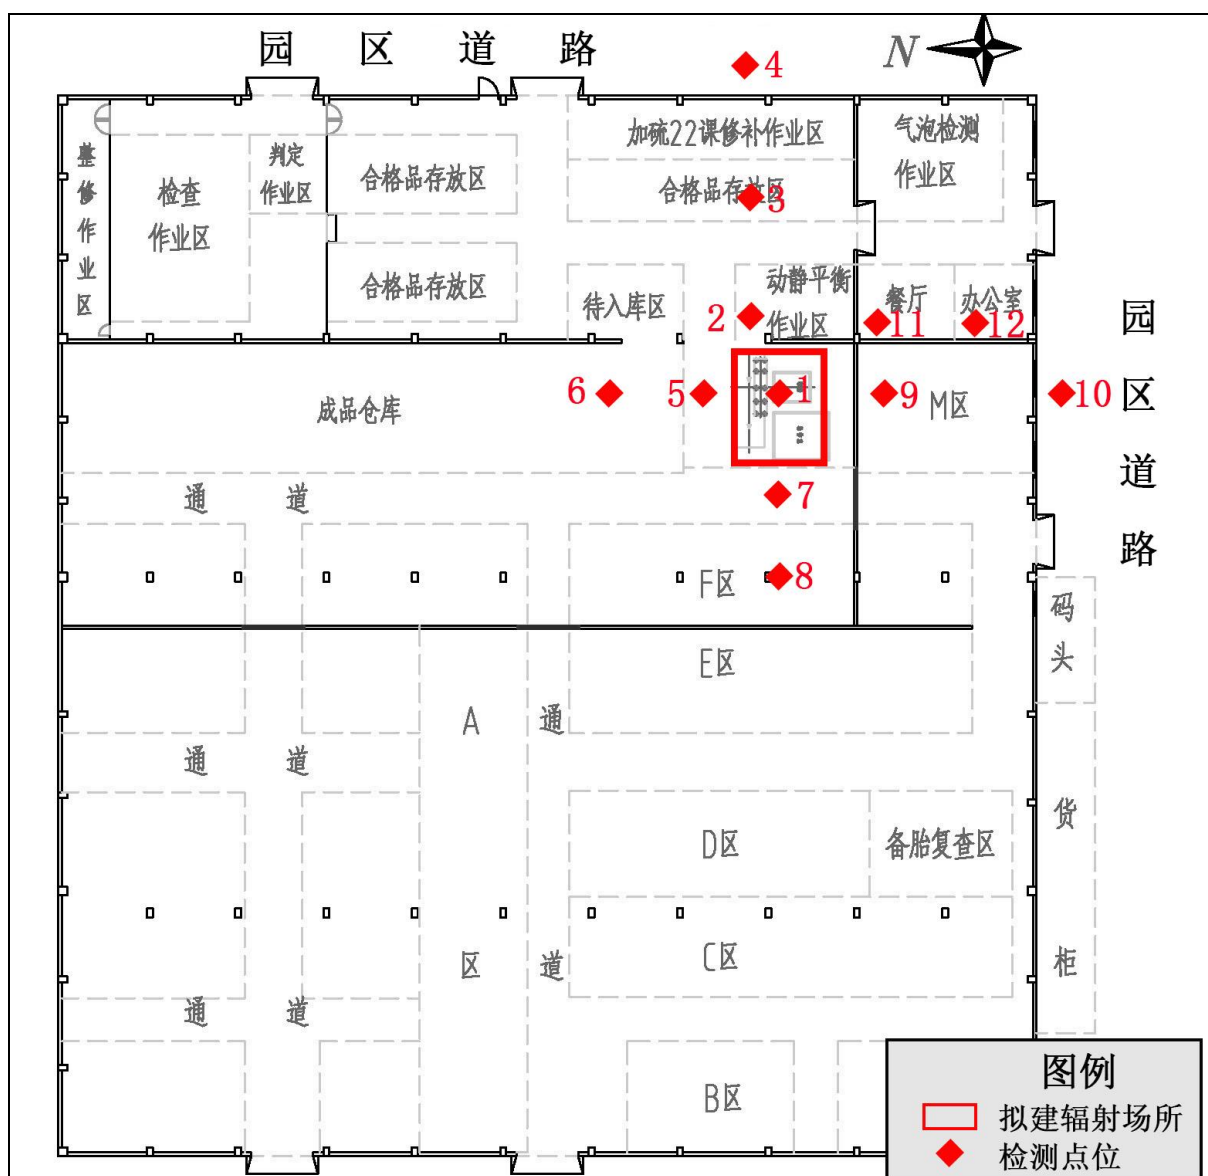 园区道路
N
4
加硫22课修补作业区
气泡检测
作业区
整修作业区
检查
作业区
判定
作业区
合格品存放区
合格品存放区
3
合格品存放区
待入库区
动静平衡
作业区
2
餐厅
11
办公室
12
园区道路
成品仓库
6
5
1
9
M区
10
7
通道
8
F区
码头
E区
A区
通道
通道
D区
备胎复查区
货柜
C区
通道
B区
图例
拟建辐射场所
检测点位